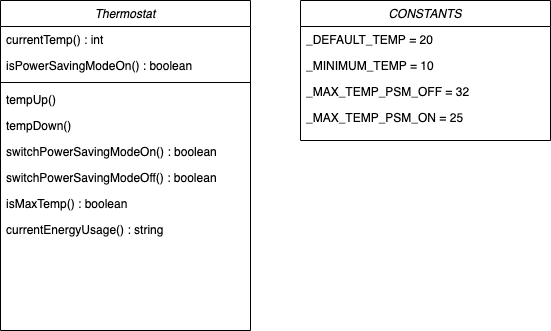 Thermostat
currentTemp() : int
isPowerSavingModeOn() : boolean
tempUp()
tempDown()
switchPowerSavingModeOn() : boolean
switchPowerSavingModeOff() : boolean
isMaxTemp() : boolean
currentEnergyUsage() : string
CONSTANTS
_DEFAULT_TEMP = 20
_MINIMUM_TEMP = 10
_MAX_TEMP_PSM_OFF = 32
_MAX_TEMP_PSM_ON = 25